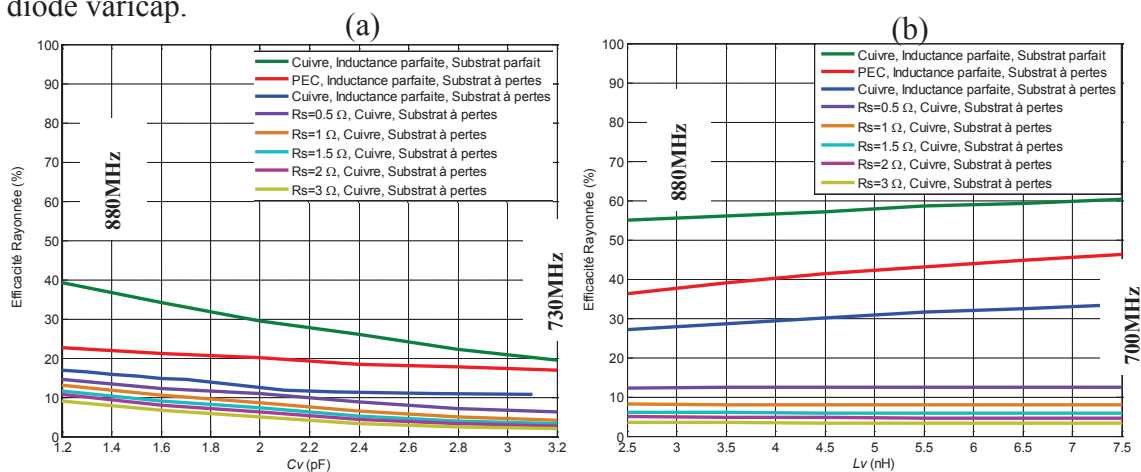 diode varicap.
(a)
100
90
80
70
60
50
40
30
20
10
0
Efficacité Rayonnée (%)
Cuivre, Inductance parfaite, Substrat parfait
PEC, Inductance parfaite, Substrat à pertes
Cuivre, Inductance parfaite, Substrat à pertes
Rs=0.5 Ω, Cuivre, Substrat à pertes
Rs=1 Ω, Cuivre, Substrat à pertes
Rs=1.5 Ω, Cuivre, Substrat à pertes
Rs=2 Ω, Cuivre, Substrat à pertes
Rs=3 Ω, Cuivre, Substrat à pertes
880MHz
730MHz
1.2 1.4 1.6 1.8 2 2.2 2.4 2.6 2.8 3 3.2
Cv (pF)
(b)
100
90
80
70
60
50
40
30
20
10
0
Efficacité Rayonnée (%)
Cuivre, Inductance parfaite, Substrat parfait
PEC, Inductance parfaite, Substrat à pertes
Cuivre, Inductance parfaite, Substrat à pertes
Rs=0.5 Ω, Cuivre, Substrat à pertes
Rs=1 Ω, Cuivre, Substrat à pertes
Rs=1.5 Ω, Cuivre, Substrat à pertes
Rs=2 Ω, Cuivre, Substrat à pertes
Rs=3 Ω, Cuivre, Substrat à pertes
880MHz
700MHz
2.5 3 3.5 4 4.5 5 5.5 6 6.5 7 7.5
Lv (nH)